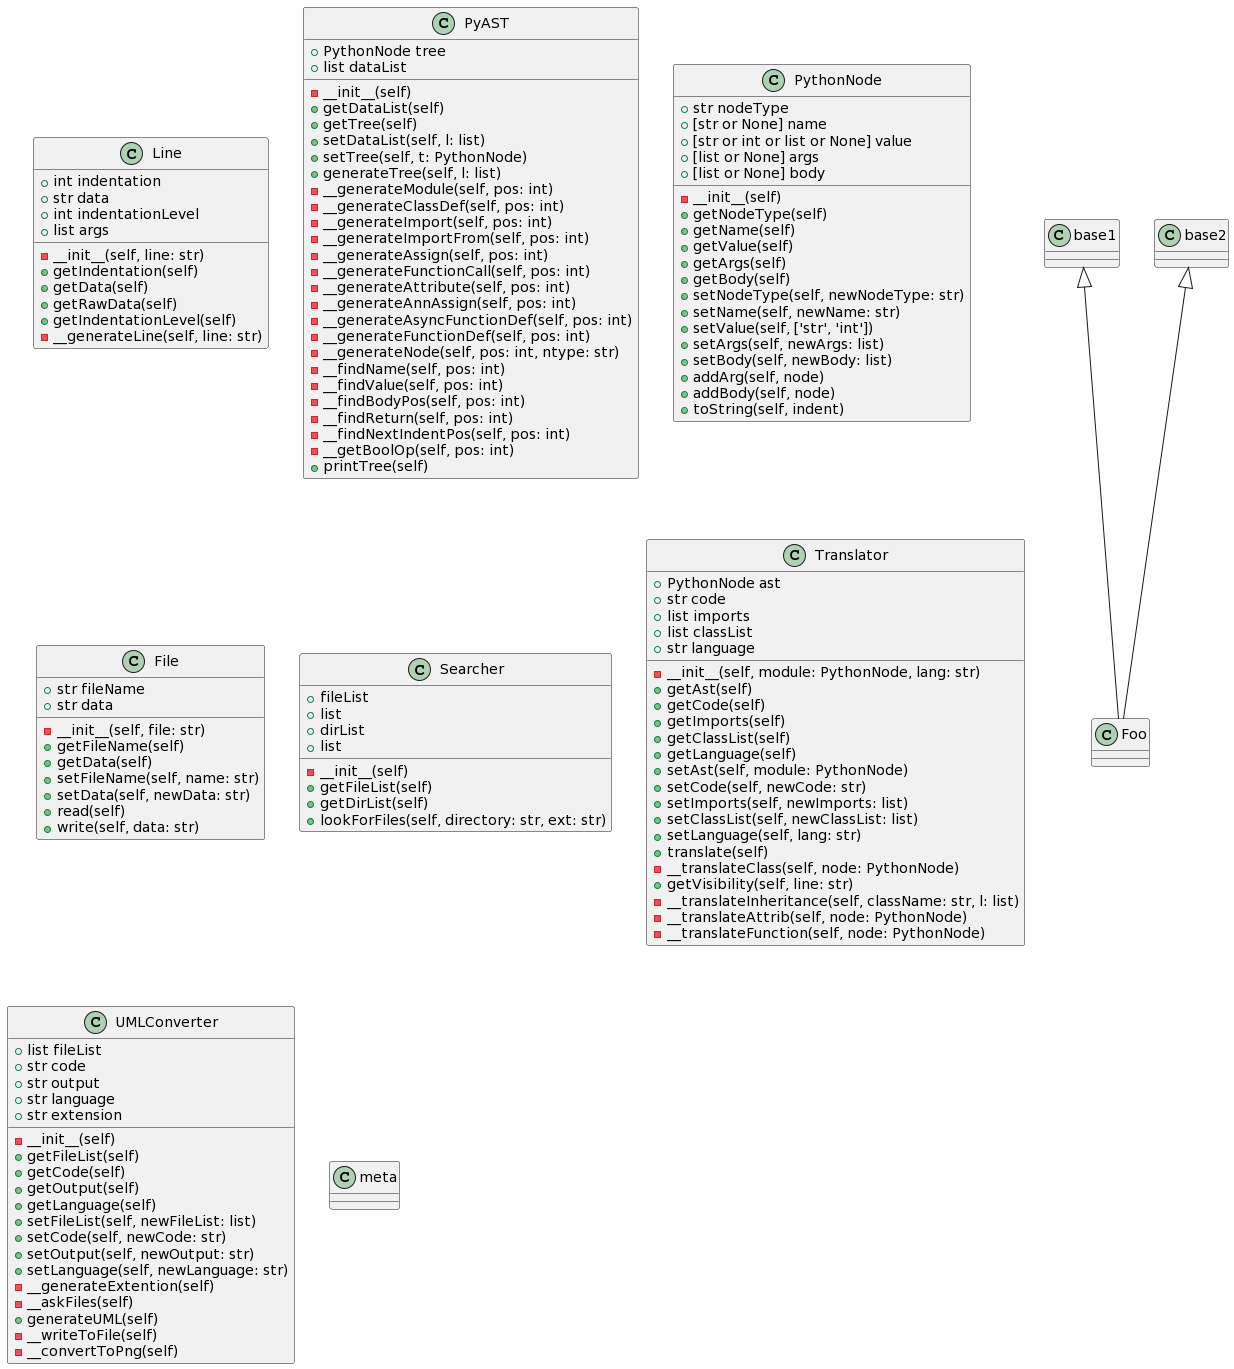 C Line
int indentation
str data
int indentationLevel
list args
__init__(self, line: str)
getIndentation(self)
getData(self)
getRawData(self)
getIndentationLevel(self)
__generateLine(self, line: str)
C PyAST
PythonNode tree
list dataList
__init__(self)
getDataList(self)
getTree(self)
setDataList(self, l: list)
setTree(self, t: PythonNode)
generateTree(self, l: list)
__generateModule(self, pos: int)
__generateClassDef(self, pos: int)
__generateImport(self, pos: int)
__generateImportFrom(self, pos: int)
__generateAssign(self, pos: int)
__generateFunctionCall(self, pos: int)
__generateAttribute(self, pos: int)
__generateAnnAssign(self, pos: int)
__generateAsyncFunctionDef(self, pos: int)
__generateFunctionDef(self, pos: int)
__generateNode(self, pos: int, ntype: str)
__findName(self, pos: int)
__findValue(self, pos: int)
__findBodyPos(self, pos: int)
__findReturn(self, pos: int)
__findNextIndentPos(self, pos: int)
__getBoolOp(self, pos: int)
printTree(self)
C PythonNode
str nodeType
[str or None] name
[str or int or list or None] value
[list or None] args
[list or None] body
__init__(self)
getNodeType(self)
getName(self)
getValue(self)
getArgs(self)
getBody(self)
setNodeType(self, newNodeType: str)
setName(self, newName: str)
setValue(self, ['str', 'int'])
setArgs(self, newArgs: list)
setBody(self, newBody: list)
addArg(self, node)
addBody(self, node)
toString(self, indent)
C base1
C base2
C File
str fileName
str data
__init__(self, file: str)
getFileName(self)
getData(self)
setFileName(self, name: str)
setData(self, newData: str)
read(self)
write(self, data: str)
C Searcher
fileList
list
dirList
list
__init__(self)
getFileList(self)
getDirList(self)
lookForFiles(self, directory: str, ext: str)
C Translator
PythonNode ast
str code
list imports
list classList
str language
__init__(self, module: PythonNode, lang: str)
getAst(self)
getCode(self)
getImports(self)
getClassList(self)
getLanguage(self)
setAst(self, module: PythonNode)
setCode(self, newCode: str)
setImports(self, newImports: list)
setClassList(self, newClassList: list)
setLanguage(self, lang: str)
translate(self)
__translateClass(self, node: PythonNode)
getVisibility(self, line: str)
__translateInheritance(self, className: str, l: list)
__translateAttrib(self, node: PythonNode)
__translateFunction(self, node: PythonNode)
C Foo
C UMLConverter
list fileList
str code
str output
str language
str extension
__init__(self)
getFileList(self)
getCode(self)
getOutput(self)
getLanguage(self)
setFileList(self, newFileList: list)
setCode(self, newCode: str)
setOutput(self, newOutput: str)
setLanguage(self, newLanguage: str)
__generateExtention(self)
__askFiles(self)
generateUML(self)
__writeToFile(self)
__convertToPng(self)
C meta